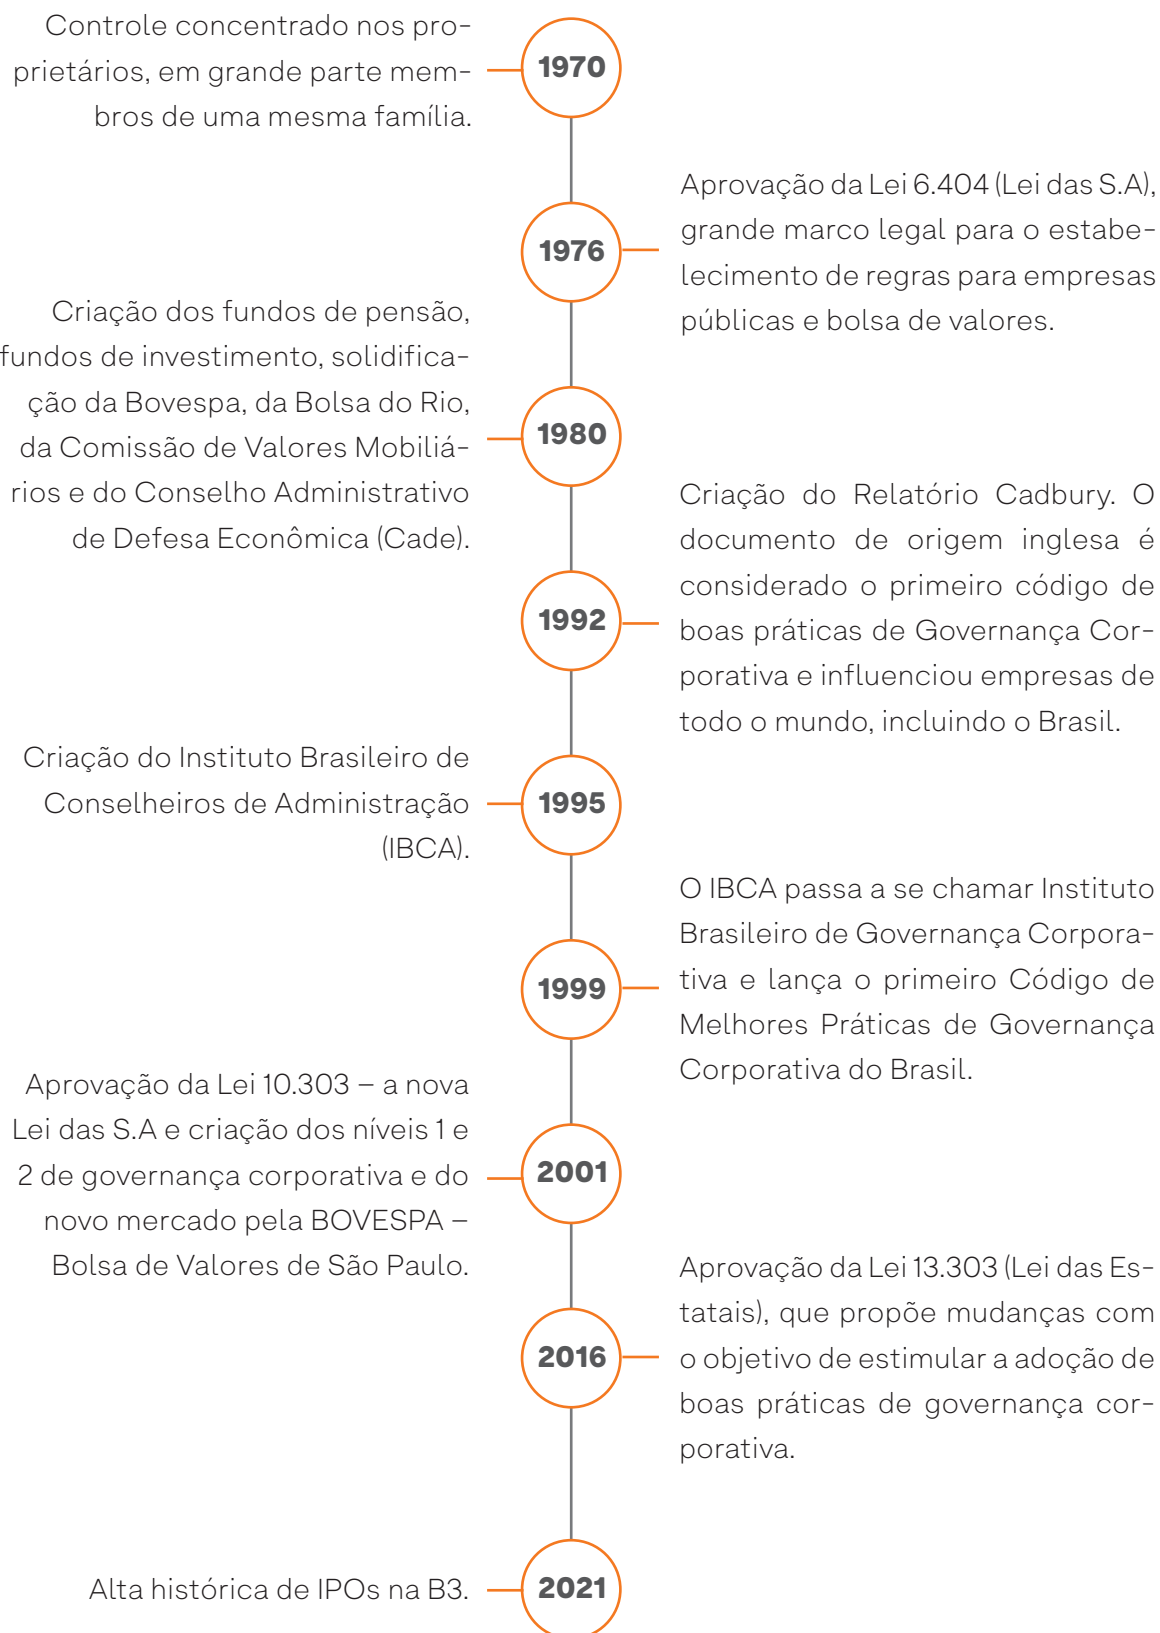 Controle concentrado nos pro-
prietários, em grande parte mem-
bros de uma mesma família.
1970
1976
Aprovação da Lei 6.404 (Lei das S.A),
grande marco legal para o estabe-
lecimento de regras para empresas
públicas e bolsa de valores.
Criação dos fundos de pensão,
fundos de investimento, solidifica-
ção da Bovespa, da Bolsa do Rio,
da Comissão de Valores Mobiliá-
rios e do Conselho Administrativo
de Defesa Econômica (Cade).
1980
1992
Criação do Relatório Cadbury. O
documento de origem inglesa é
considerado o primeiro código de
boas práticas de Governança Cor-
porativa e influenciou empresas de
todo o mundo, incluindo o Brasil.
Criação do Instituto Brasileiro de
Conselheiros de Administração
(IBCA).
1995
1999
O IBCA passa a se chamar Instituto
Brasileiro de Governança Corpora-
tiva e lança o primeiro Código de
Melhores Práticas de Governança
Corporativa do Brasil.
Aprovação da Lei 10.303 – a nova
Lei das S.A e criação dos níveis 1 e
2 de governança corporativa e do
novo mercado pela BOVESPA –
Bolsa de Valores de São Paulo.
2001
2016
Aprovação da Lei 13.303 (Lei das Es-
tatais), que propõe mudanças com
o objetivo de estimular a adoção de
boas práticas de governança cor-
porativa.
Alta histórica de IPOs na B3.
2021